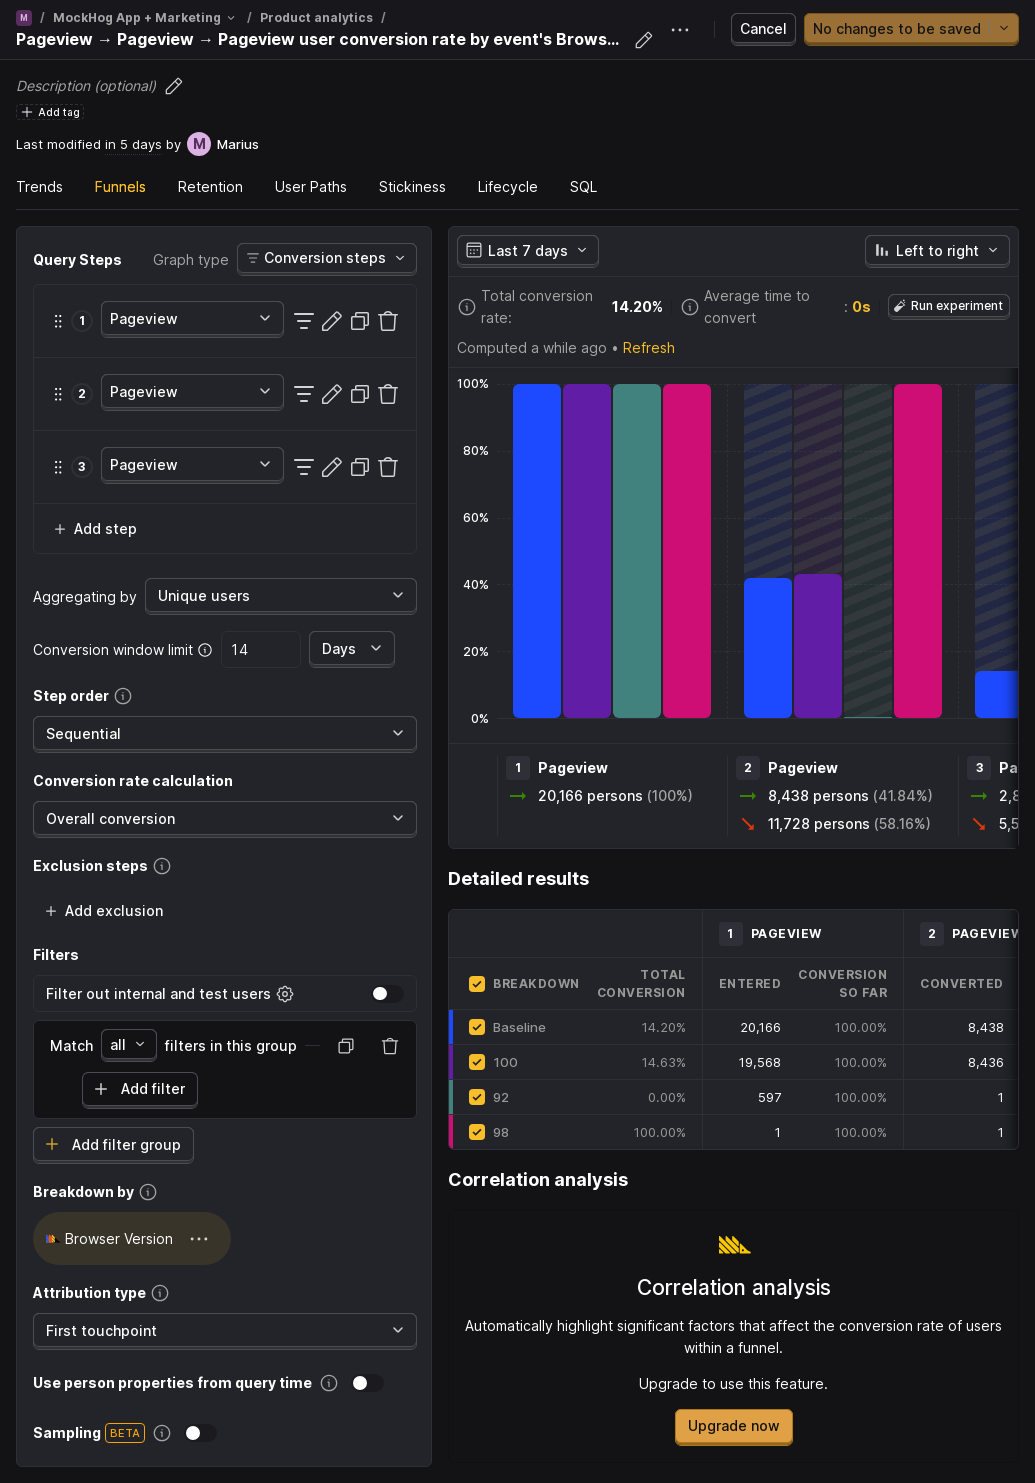 M / MockHog App + Marketing / Product analytics /
Pageview → Pageview → Pageview user conversion rate by event's Brows...
Cancel
No changes to be saved
Description (optional)
Add tag
Last modified in 5 days by M Marius
Trends Funnels Retention User Paths Stickiness Lifecycle SQL
Query Steps
Graph type
Conversion steps
1 Pageview
2 Pageview
3 Pageview
Add step
Aggregating by Unique users
Conversion window limit 14 Days
Step order
Sequential
Conversion rate calculation
Overall conversion
Exclusion steps
Add exclusion
Filters
Filter out internal and test users
Match all filters in this group
Add filter
Add filter group
Breakdown by
Browser Version
Attribution type
First touchpoint
Use person properties from query time
Sampling BETA
Last 7 days
Left to right
Total conversion rate: 14.20%
Average time to convert : 0s
Run experiment
Computed a while ago • Refresh
100%
80%
60%
40%
20%
0%
1 Pageview
20,166 persons (100%)
2 Pageview
8,438 persons (41.84%)
11,728 persons (58.16%)
3 Pa
2,8
5,5
Detailed results
1 PAGEVIEW 2 PAGEVIEW
BREAKDOWN TOTAL CONVERSION ENTERED CONVERSION SO FAR CONVERTED
Baseline 14.20% 20,166 100.00% 8,438
100 14.63% 19,568 100.00% 8,436
92 0.00% 597 100.00% 1
98 100.00% 1 100.00% 1
Correlation analysis
Correlation analysis
Automatically highlight significant factors that affect the conversion rate of users
within a funnel.
Upgrade to use this feature.
Upgrade now